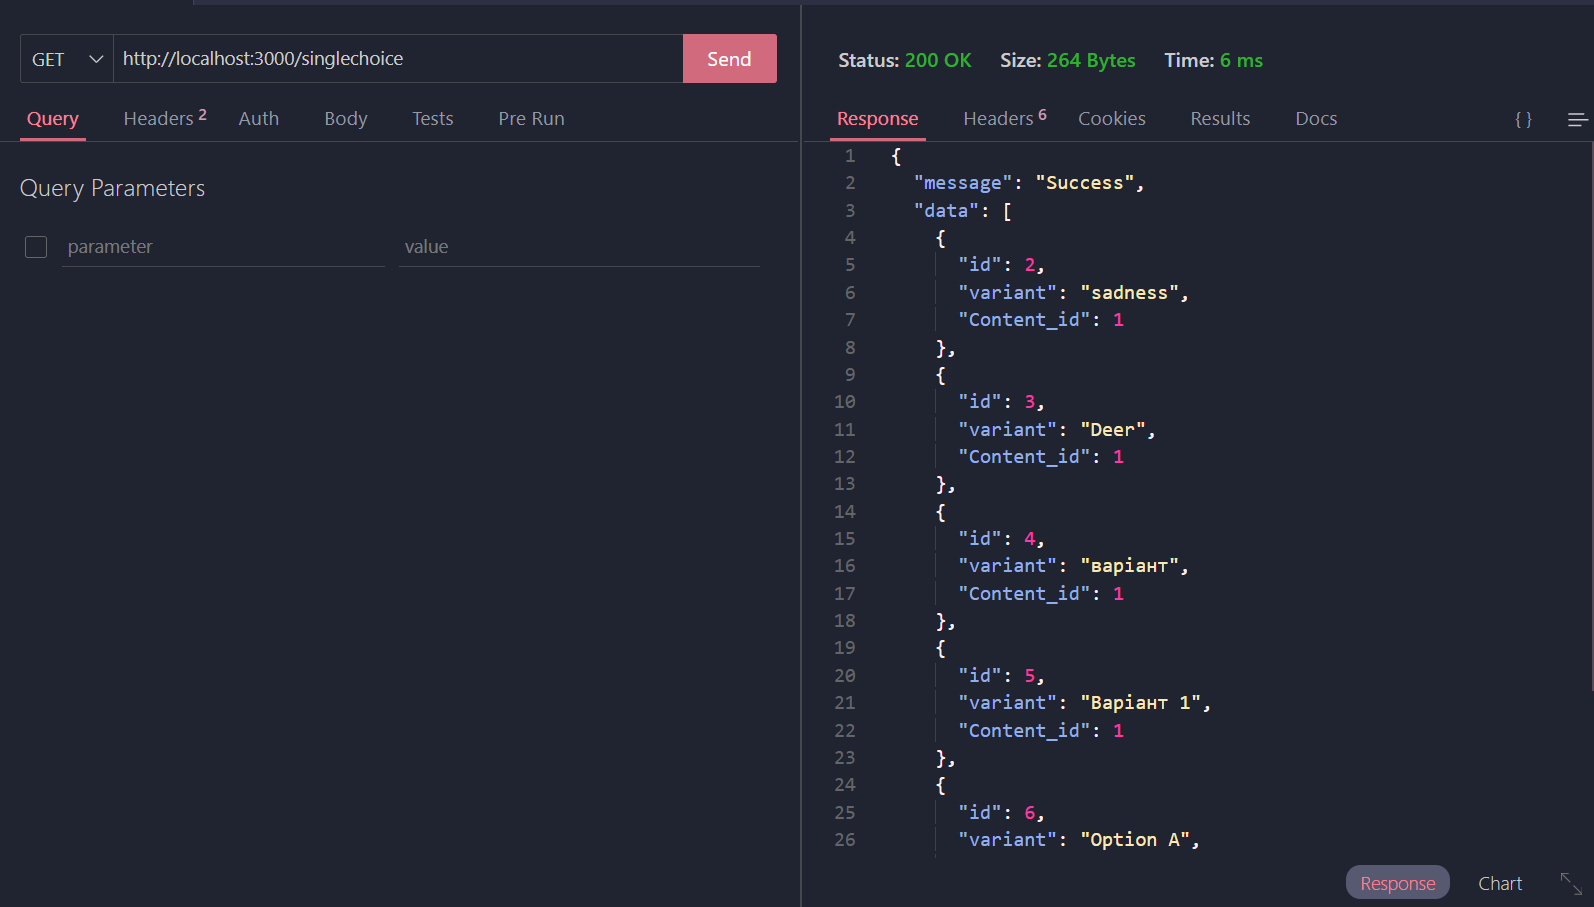 GET http://localhost:3000/singlechoice Send
Query Headers 2 Auth Body Tests Pre Run
Query Parameters
parameter value
Status: 200 OK Size: 264 Bytes Time: 6 ms
Response Headers 6 Cookies Results Docs { }
1 {
2 "message": "Success",
3 "data": [
4 {
5 "id": 2,
6 "variant": "sadness",
7 "Content_id": 1
8 },
9 {
10 "id": 3,
11 "variant": "Deer",
12 "Content_id": 1
13 },
14 {
15 "id": 4,
16 "variant": "варіант",
17 "Content_id": 1
18 },
19 {
20 "id": 5,
21 "variant": "Варіант 1",
22 "Content_id": 1
23 },
24 {
25 "id": 6,
26 "variant": "Option A",
Response Chart